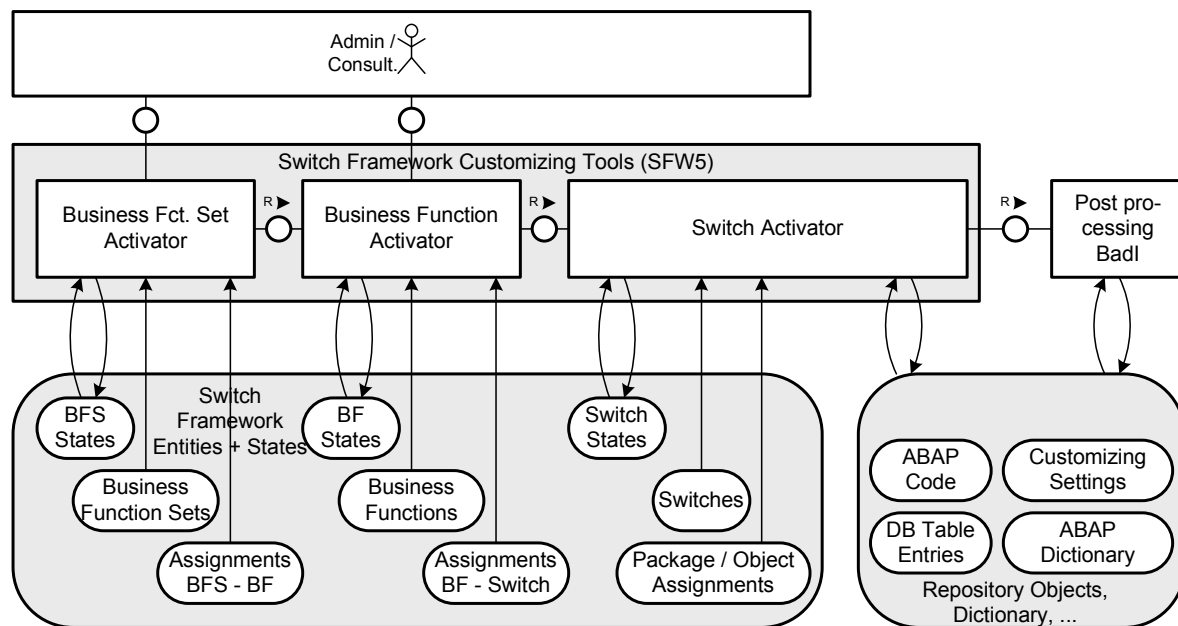 Admin /
Consult.
Switch Framework Customizing Tools (SFW5)
Business Fct. Set
Activator
R
Business Function
Activator
R
Switch Activator
R
Post pro-
cessing
BadI
Switch
Framework
Entities + States
BFS
States
BF
States
Switch
States
Business
Function Sets
Business
Functions
Switches
Assignments
BFS - BF
Assignments
BF - Switch
Package / Object
Assignments
ABAP
Code
Customizing
Settings
DB Table
Entries
ABAP
Dictionary
Repository Objects,
Dictionary, ...